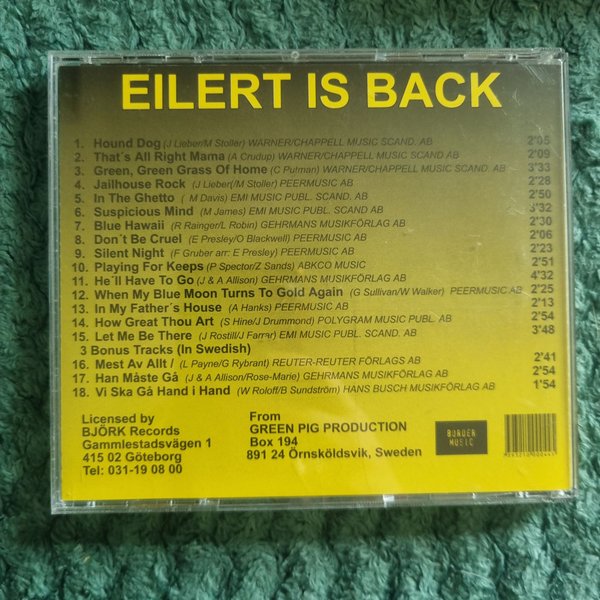 EILERT IS BACK
1. Hound Dog (J Lieber/M Stoller) WARNER/CHAPPELL MUSIC SCAND. AB 2'05
2. That´s All Right Mama (A Crudup) WARNER/CHAPPELL MUSIC SCAND. AB 2'09
3. Green, Green Grass Of Home (C Putman) WARNER/CHAPPELL MUSIC SCAND. AB 3'33
4. Jailhouse Rock (J Lieber(/M Stoller) PEERMUSIC AB 2'28
5. In The Ghetto ( M Davis) EMI MUSIC PUBL. SCAND. AB 2'50
6. Suspicious Mind (M James) EMI MUSIC PUBL. SCAND AB 3'32
7. Blue Hawaii (R Rainger/L Robin) GEHRMANS MUSIKFÖRLAG AB 2'30
8. Don´t Be Cruel (E Presley/O Blackwell) PEERMUSIC AB 2'06
9. Silent Night (F Gruber arr: E Presley) PEERMUSIC AB 2'23
10. Playing For Keeps (P Spector/Z Sands) ABKCO MUSIC 2'51
11. He´ll Have To Go (J & A Allison) GEHRMANS MUSIKFÖRLAG AB 4'32
12. When My Blue Moon Turns To Gold Again (G Sullivan/W Walker) PEERMUSIC AB 2'25
13. In My Father´s House (A Hanks) PEERMUSIC AB 2'13
14. How Great Thou Art (S Hine/J Drummond) POLYGRAM MUSIC PUBL. AB 2'54
15. Let Me Be There (J Rostill/J Farrar) EMI MUSIC PUBL. SCAND. AB 3'48
3 Bonus Tracks (In Swedish)
16. Mest Av Allt / (L Payne/G Rybrant) REUTER-REUTER FÖRLAGS AB 2'41
17. Han Måste Gå (J & A Allison/Rose-Marie) GEHRMANS MUSIKFÖRLAG AB 2'54
18. Vi Ska Gå Hand i Hand (W Roloff/B Sundström) HANS BUSCH MUSIKFÖRLAG AB 1'54
Licensed by
BJÖRK Records
Gammlestadsvägen 1
415 02 Göteborg
Tel: 031-19 08 00
From
GREEN PIG PRODUCTION
Box 194
891 24 Örnsköldsvik, Sweden
MUSIC